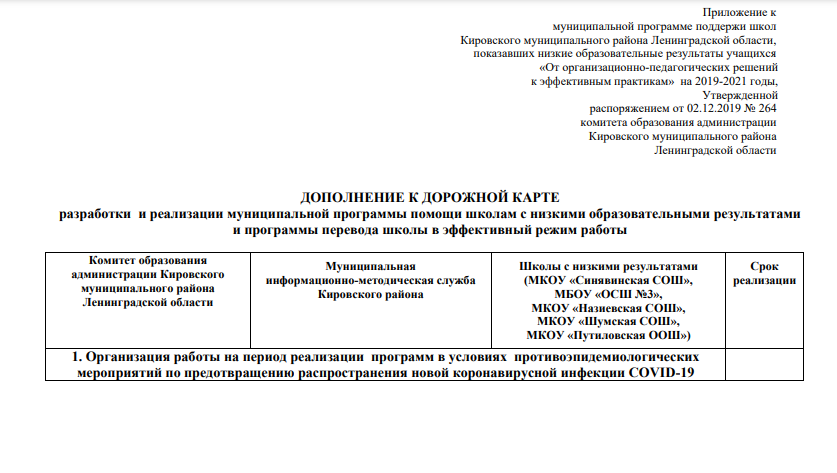 Приложение к
муниципальной программе поддержи школ
Кировского муниципального района Ленинградской области,
показавших низкие образовательные результаты учащихся
«От организационно-педагогических решений
к эффективным практикам» на 2019-2021 годы,
Утвержденной
распоряжением от 02.12.2019 № 264
комитета образования администрации
Кировского муниципального района
Ленинградской области
ДОПОЛНЕНИЕ К ДОРОЖНОЙ КАРТЕ
разработки и реализации муниципальной программы помощи школам с низкими образовательными результатами
и программы перевода школы в эффективный режим работы
Комитет образования
администрации Кировского
муниципального района
Ленинградской области
Муниципальная
информационно-методическая служба
Кировского района
Школы с низкими результатами
(МКОУ «Синявинская СОШ»,
МБОУ «ОСШ №3»,
МКОУ «Назиевская СОШ»,
МКОУ «Шумская СОШ»,
МКОУ «Путиловская ООШ»)
Срок
реализации
1. Организация работы на период реализации программ в условиях противоэпидемиологических
мероприятий по предотвращению распространения новой коронавирусной инфекции COVID-19